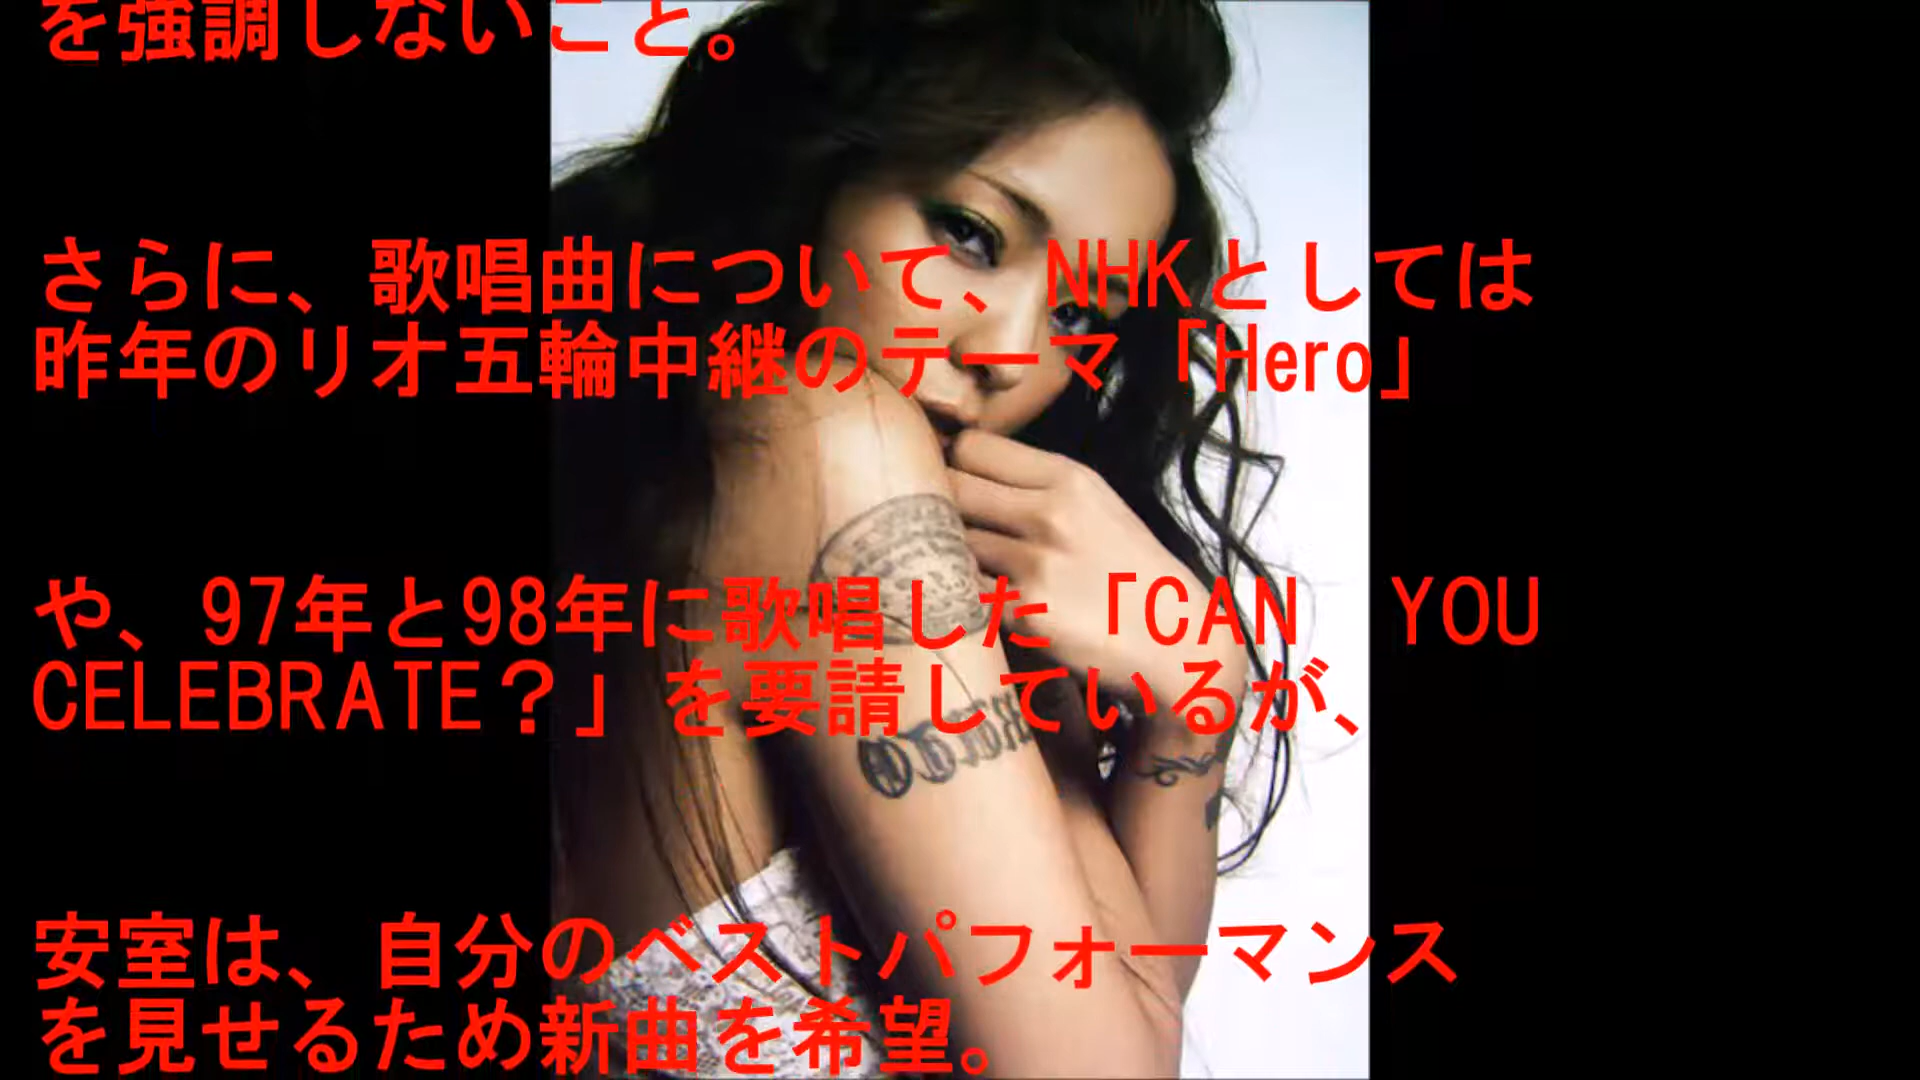 を強調しないこと。
さらに、歌唱曲について、NHKとしては
昨年のリオ五輪中継のテーマ「Hero」
や、97年と98年に歌唱した「CAN　YOU
CELEBRATE？」を要請しているが、
安室は、自分のベストパフォーマンス
を見せるため新曲を希望。